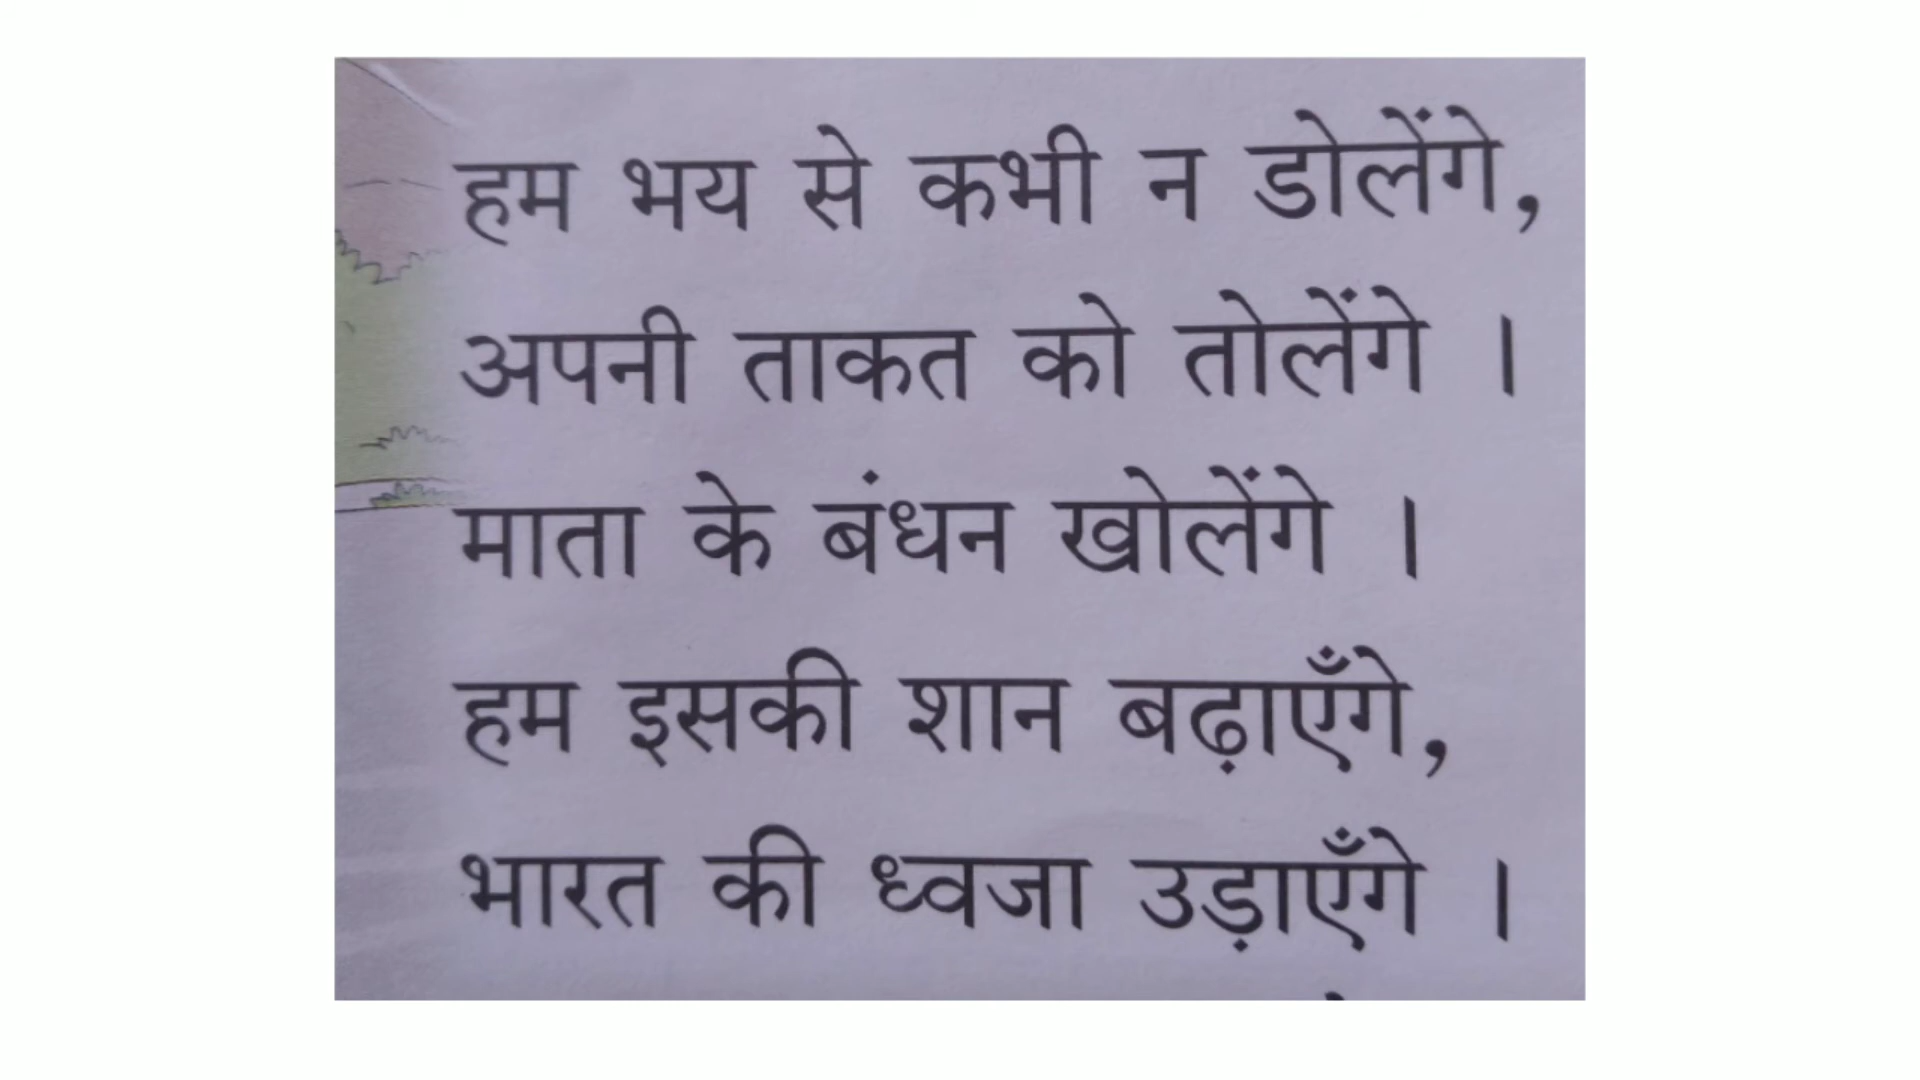 हम भय से कभी न डोलेंगे,
अपनी ताकत को तोलेंगे ।
माता के बंधन खोलेंगे ।
हम इसकी शान बढ़ाएँगे,
भारत की ध्वजा उड़ाएँगे ।